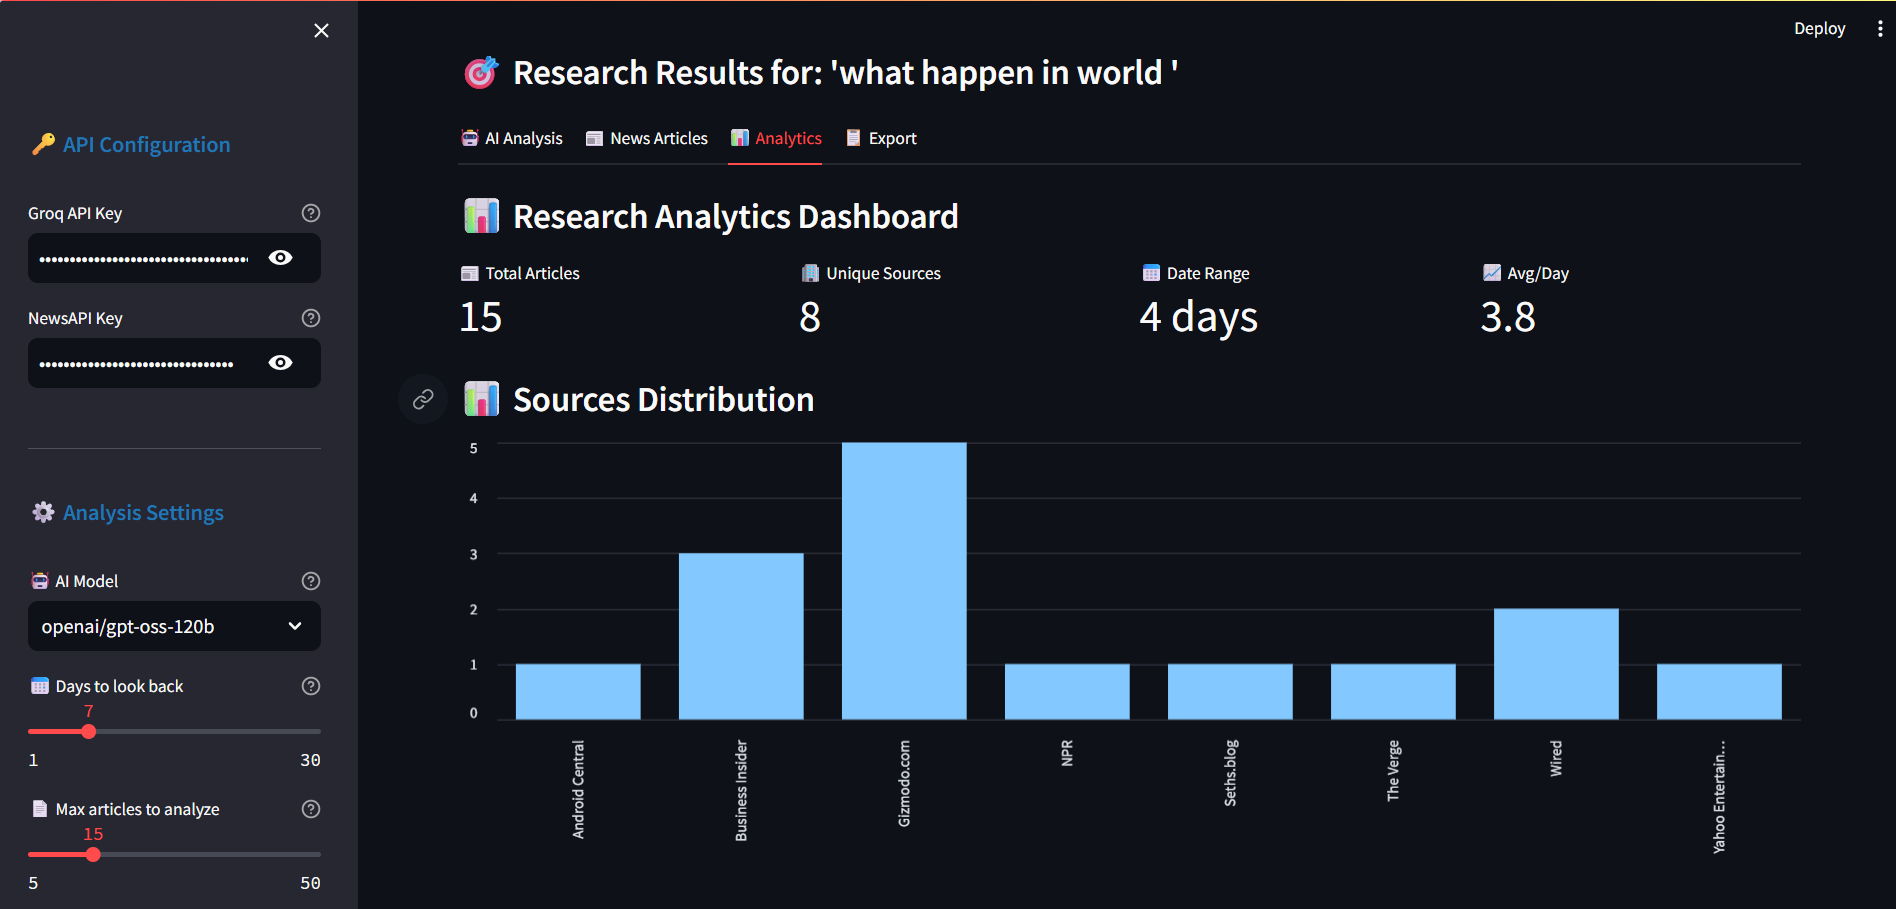 Deploy
🎯 Research Results for: 'what happen in world '
AI Analysis
News Articles
Analytics
Export
Research Analytics Dashboard
Total Articles
15
Unique Sources
8
Date Range
4 days
Avg/Day
3.8
Sources Distribution
5
4
3
2
1
0
Android Central
Business Insider
Gizmodo.com
NPR
Seths.blog
The Verge
Wired
Yahoo Entertain…
API Configuration
Groq API Key
NewsAPI Key
Analysis Settings
AI Model
openai/gpt-oss-120b
Days to look back
7
1 30
Max articles to analyze
15
5 50